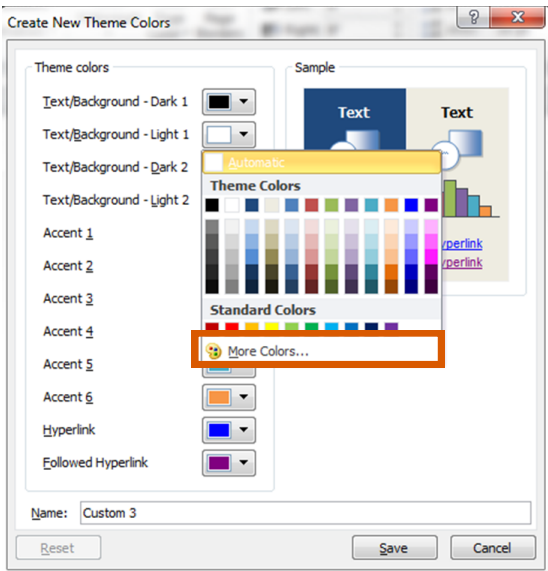 Create New Theme Colors
Theme colors
Text/Background - Dark 1
Text/Background - Light 1
Text/Background - Dark 2
Text/Background - Light 2
Accent 1
Accent 2
Accent 3
Accent 4
Accent 5
Accent 6
Hyperlink
Followed Hyperlink
Automatic
Theme Colors
Standard Colors
More Colors...
Sample
Text Text
yperlink
yperlink
Name: Custom 3
Reset Save Cancel